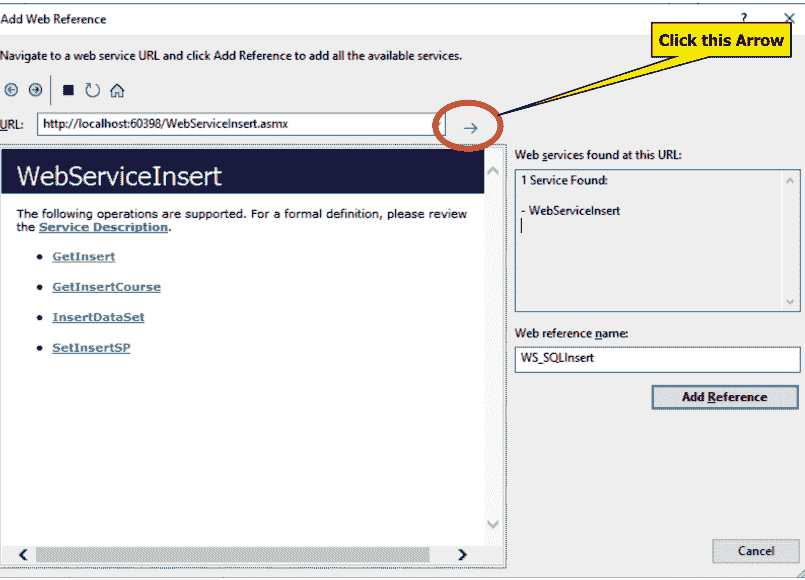 Add Web Reference
? X
Click this Arrow
Navigate to a web service URL and click Add Reference to add all the available services.
URL: http://localhost:60398/WebServiceInsert.asmx
WebServiceInsert
The following operations are supported. For a formal definition, please review
the Service Description.
• GetInsert
• GetInsertCourse
• InsertDataSet
• SetInsertSP
Web services found at this URL:
1 Service Found:
- WebServiceInsert
Web reference name:
WS_SQLInsert
Add Reference
Cancel